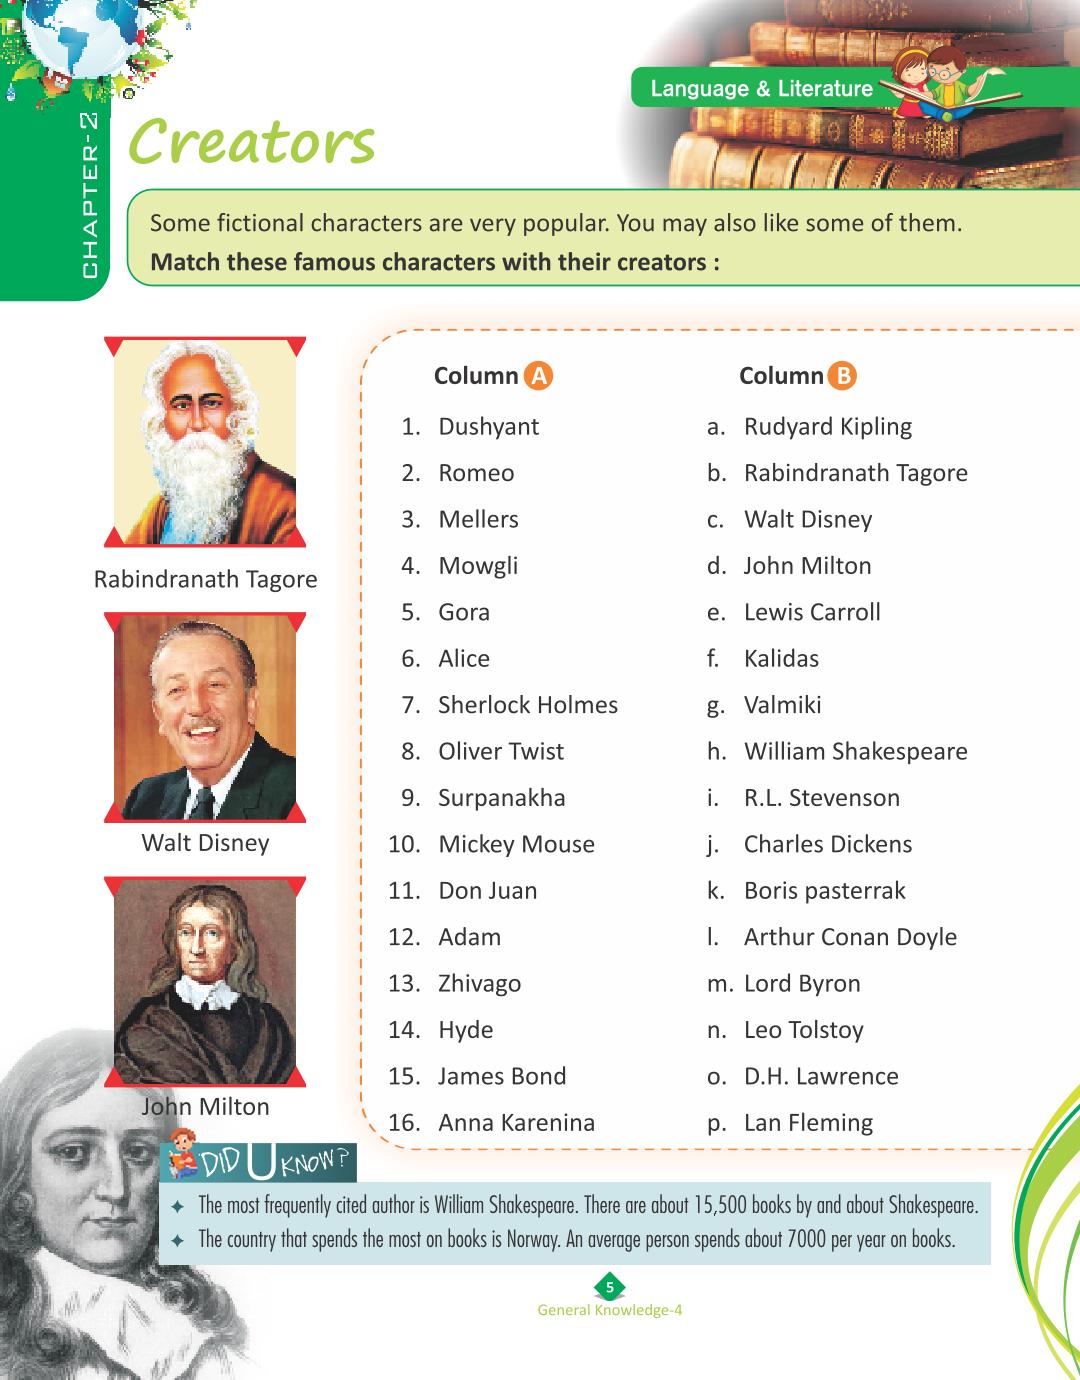 CHAPTER-2
Language & Literature
Creators
Some fictional characters are very popular. You may also like some of them.
Match these famous characters with their creators :
Column A Column B
1. Dushyant a. Rudyard Kipling
2. Romeo b. Rabindranath Tagore
3. Mellers c. Walt Disney
4. Mowgli d. John Milton
5. Gora e. Lewis Carroll
6. Alice f. Kalidas
7. Sherlock Holmes g. Valmiki
8. Oliver Twist h. William Shakespeare
9. Surpanakha i. R.L. Stevenson
10. Mickey Mouse j. Charles Dickens
11. Don Juan k. Boris pasterrak
12. Adam l. Arthur Conan Doyle
13. Zhivago m. Lord Byron
14. Hyde n. Leo Tolstoy
15. James Bond o. D.H. Lawrence
16. Anna Karenina p. Lan Fleming
Rabindranath Tagore
Walt Disney
John Milton
DID U KNOW?
✦ The most frequently cited author is William Shakespeare. There are about 15,500 books by and about Shakespeare.
✦ The country that spends the most on books is Norway. An average person spends about 7000 per year on books.
5
General Knowledge-4